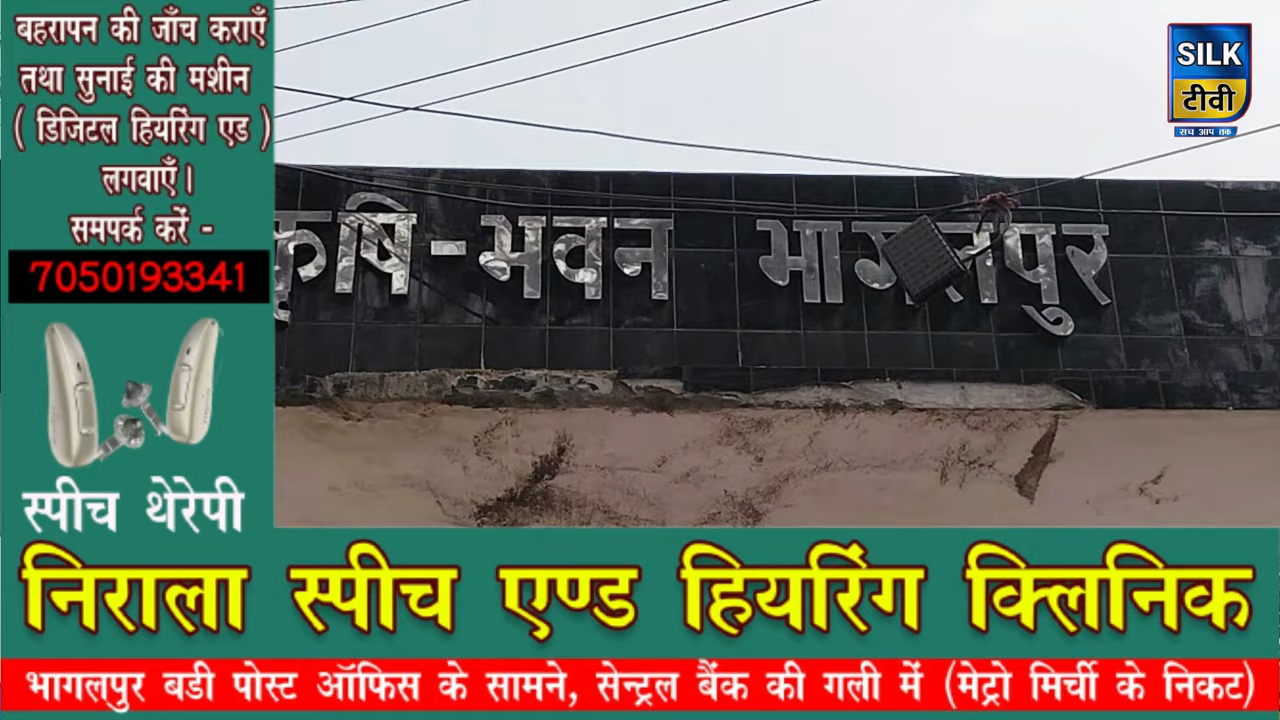 बहरापन की जाँच कराएँ
तथा सुनाई की मशीन
( डिजिटल हियरिंग एड )
लगवाएँ।
समपर्क करें -
7050193341
स्पीच थेरेपी
SILK
टीवी
सच आप तक
कृषि-भवन भागलपुर
निराला स्पीच एण्ड हियरिंग क्लिनिक
भागलपुर बडी पोस्ट ऑफिस के सामने, सेन्ट्रल बैंक की गली में (मेट्रो मिर्ची के निकट)